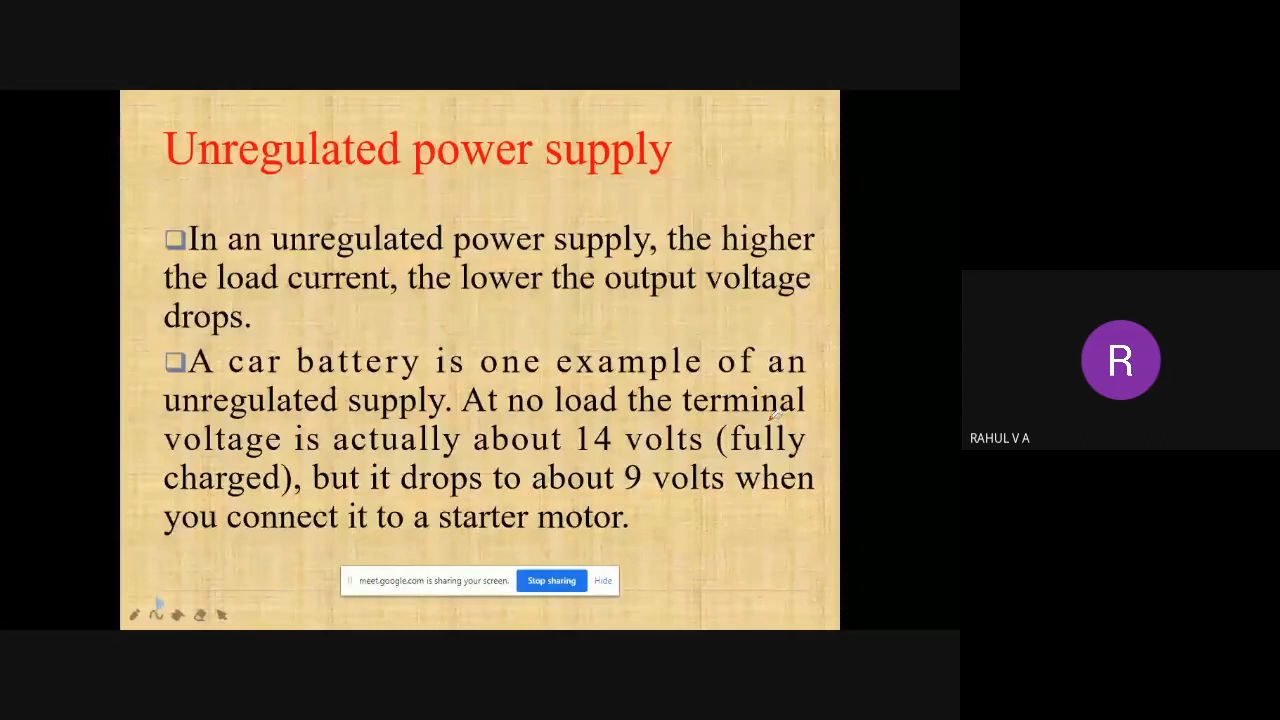 Unregulated power supply
In an unregulated power supply, the higher
the load current, the lower the output voltage
drops.
A car battery is one example of an
unregulated supply. At no load the terminal
voltage is actually about 14 volts (fully
charged), but it drops to about 9 volts when
you connect it to a starter motor.
meet.google.com is sharing your screen. Stop sharing Hide
R
RAHUL V A